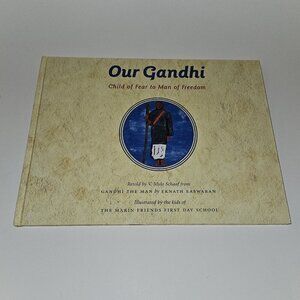 Our Gandhi
Child of Fear to Man of Freedom
Retold by V. Mulo Schaaf from
GANDHI THE MAN by EKNATH EASWARAN
Illustrated by the kids of
THE MARIN FRIENDS FIRST DAY SCHOOL